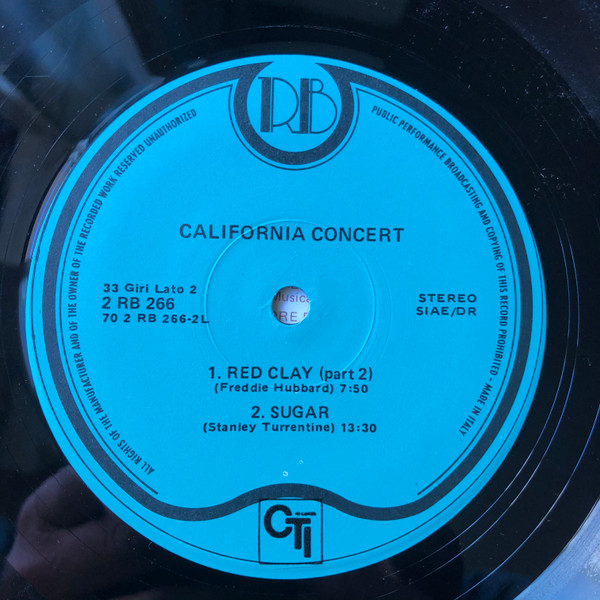 RB
ALL RIGHTS OF THE MANUFACTURER AND OF THE OWNER OF THE RECORDED WORK RESERVED UNAUTHORIZED
PUBLIC PERFORMANCE BROADCASTING AND COPYING OF THIS RECORD PROHIBITED - MADE IN ITALY
CALIFORNIA CONCERT
33 Giri Lato 2
2 RB 266
70 2 RB 266-2L
STEREO
SIAE/DR
1. RED CLAY (part 2)
(Freddie Hubbard) 7:50
2. SUGAR
(Stanley Turrentine) 13:30
CTI